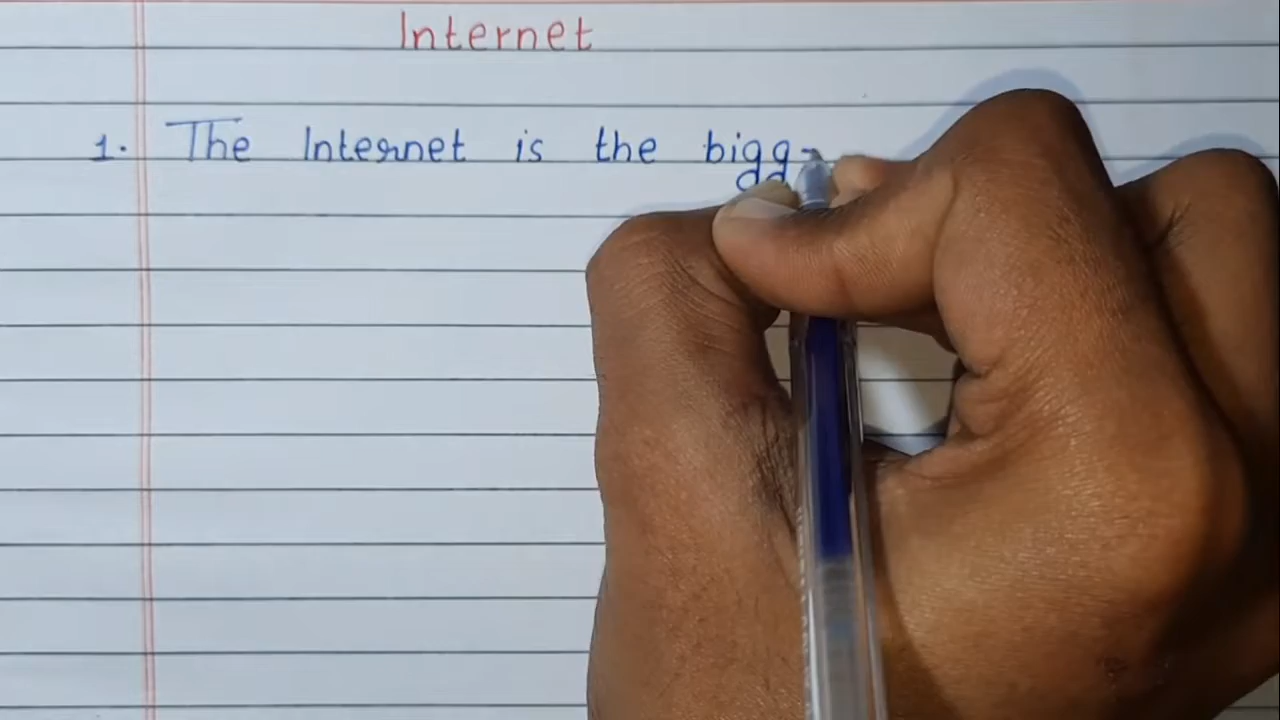 Internet
1. The Internet is the bigg